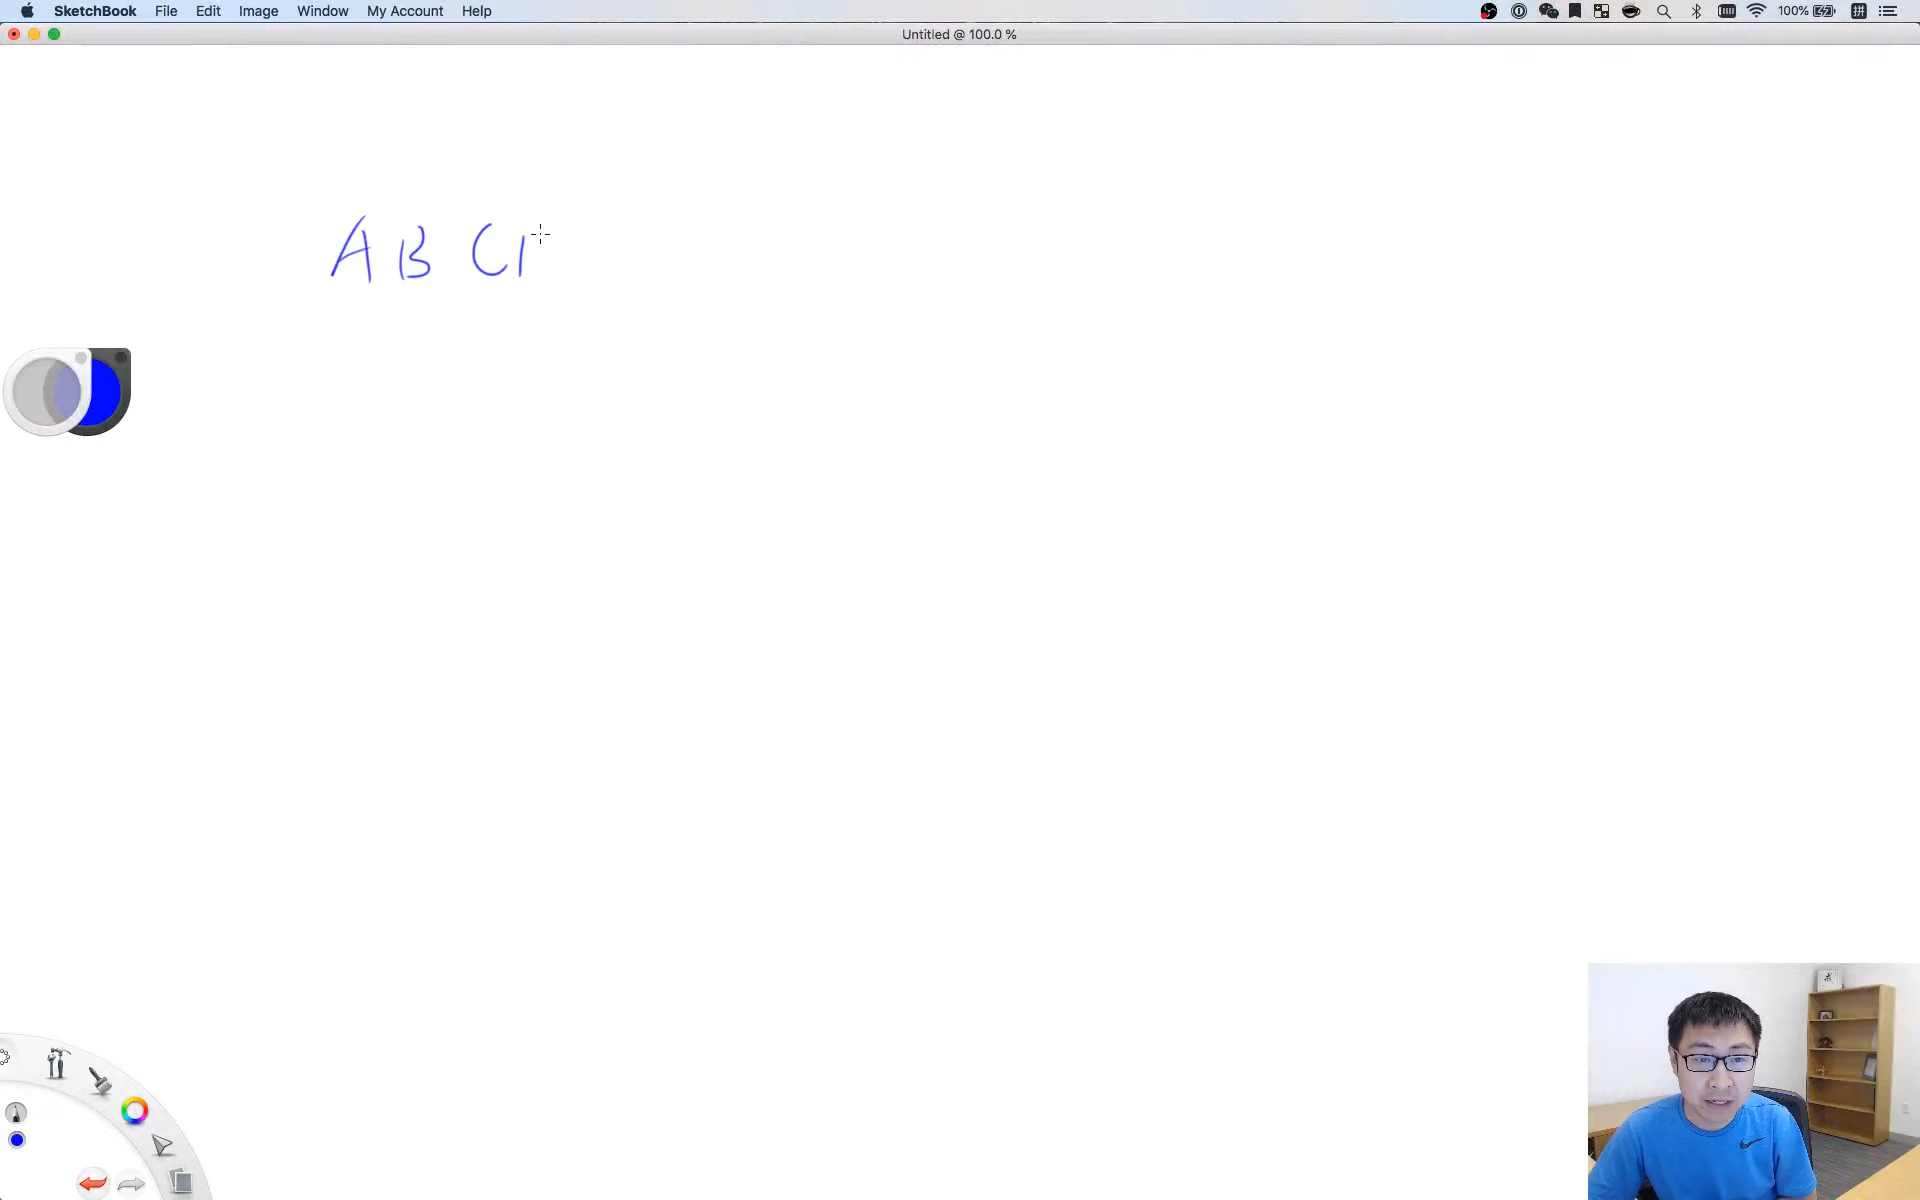 SketchBook File Edit Image Window My Account Help 100%
Untitled @ 100.0 %
A B C